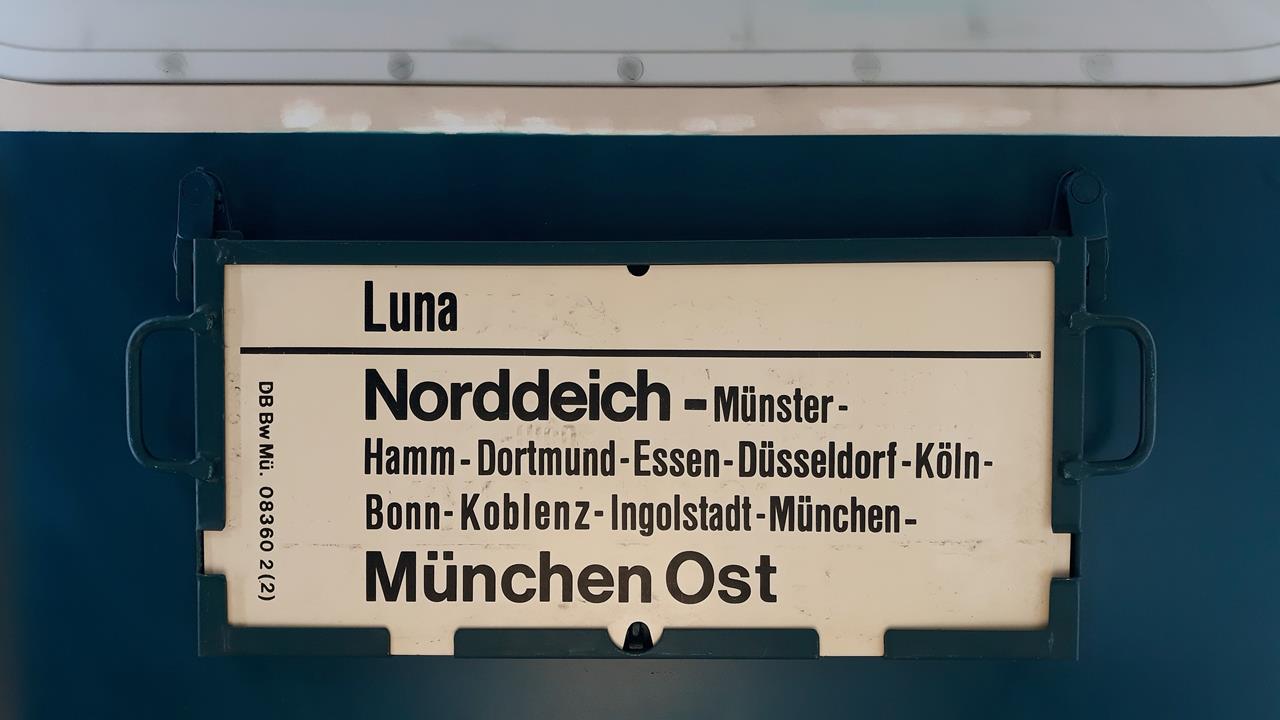 Luna
Norddeich - Münster-
Hamm-Dortmund-Essen-Düsseldorf-Köln-
Bonn-Koblenz-Ingolstadt-München-
München Ost
DB Bw Mü. 08360 2 (2)